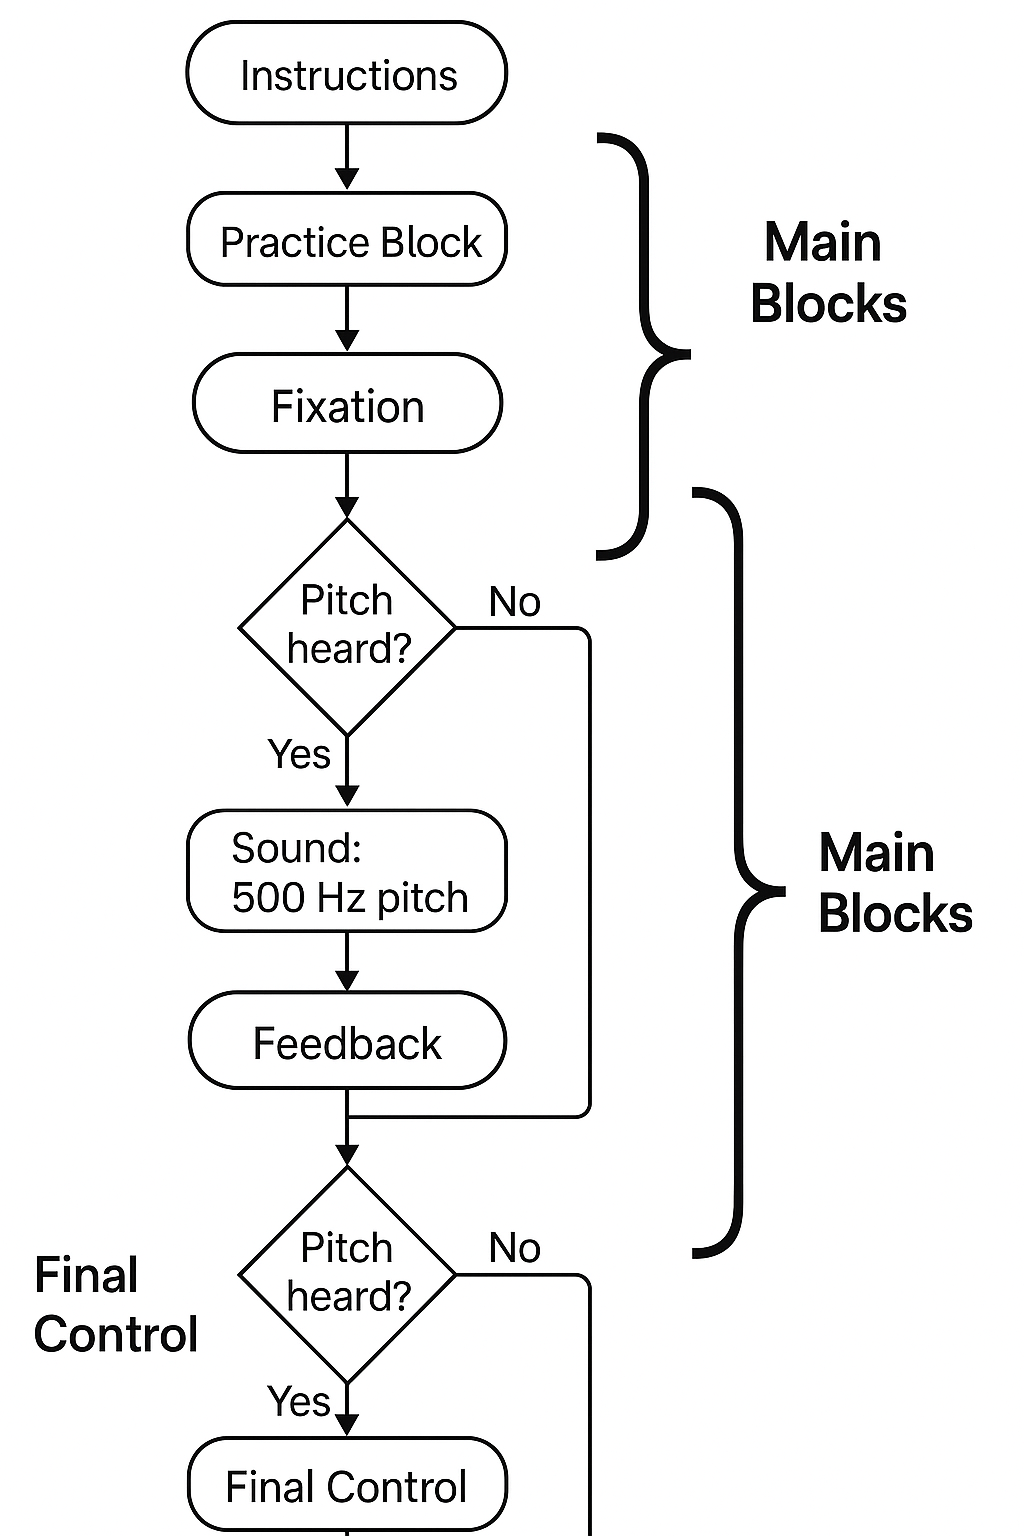 Instructions
Practice Block
Main
Blocks
Fixation
Pitch
heard?
No
Yes
Sound:
500 Hz pitch
Main
Blocks
Feedback
Pitch
heard?
No
Final
Control
Yes
Final Control